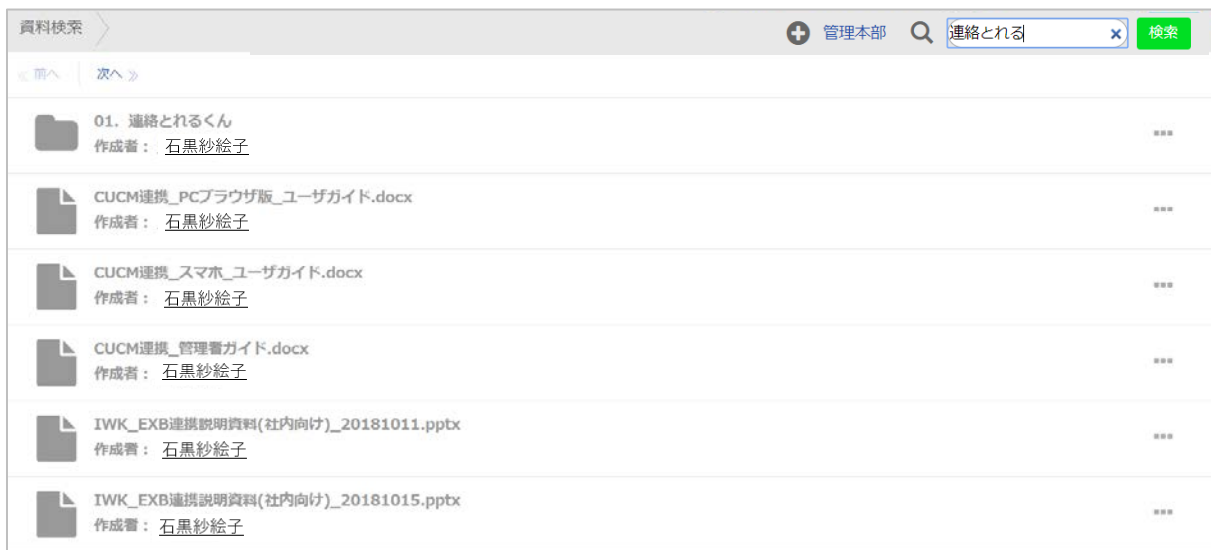 資料検索
管理本部 連絡とれる × 検索
≪ 前へ 次へ ≫
01. 連絡とれるくん
作成者： 石黒紗絵子
CUCM連携_PCブラウザ版_ユーザガイド.docx
作成者： 石黒紗絵子
CUCM連携_スマホ_ユーザガイド.docx
作成者： 石黒紗絵子
CUCM連携_管理者ガイド.docx
作成者： 石黒紗絵子
IWK_EXB連携説明資料(社内向け)_20181011.pptx
作成者： 石黒紗絵子
IWK_EXB連携説明資料(社内向け)_20181015.pptx
作成者： 石黒紗絵子